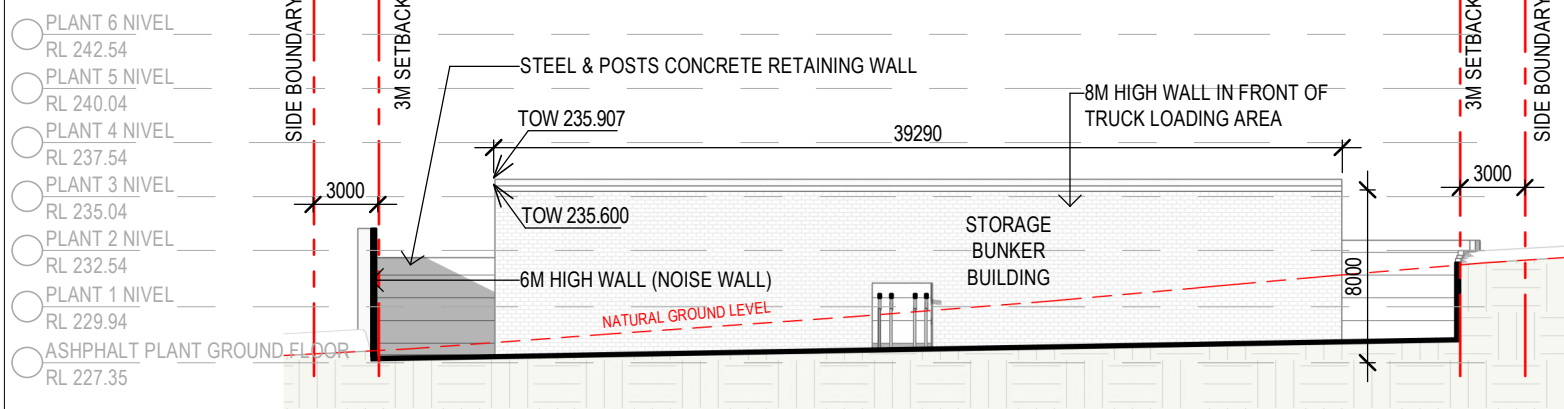 PLANT 6 NIVEL
RL 242.54
PLANT 5 NIVEL
RL 240.04
PLANT 4 NIVEL
RL 237.54
PLANT 3 NIVEL
RL 235.04
PLANT 2 NIVEL
RL 232.54
PLANT 1 NIVEL
RL 229.94
ASHPHALT PLANT GROUND FLOOR
RL 227.35
SIDE BOUNDARY
3M SETBACK
STEEL & POSTS CONCRETE RETAINING WALL
TOW 235.907
39290
8M HIGH WALL IN FRONT OF
TRUCK LOADING AREA
3M SETBACK
SIDE BOUNDARY
3000
3000
TOW 235.600
STORAGE
BUNKER
BUILDING
6M HIGH WALL (NOISE WALL)
NATURAL GROUND LEVEL
8000